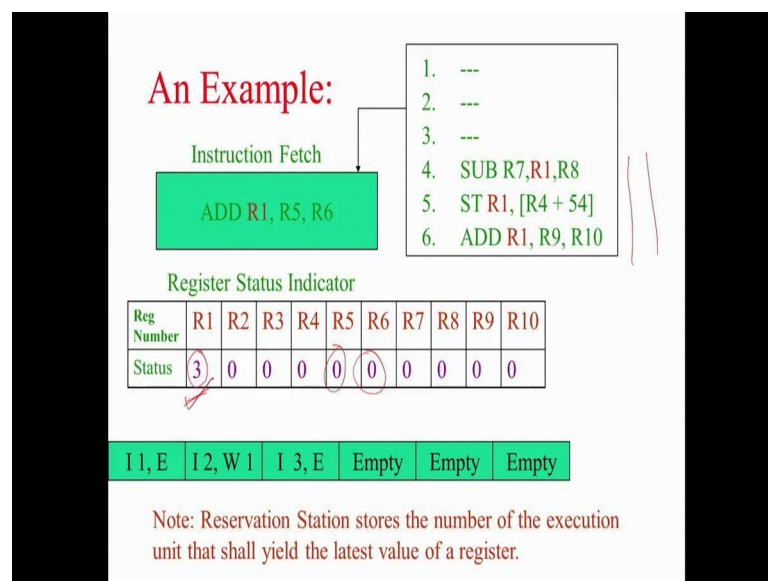 An Example:
Instruction Fetch
ADD R1, R5, R6
1. ---
2. ---
3. ---
4. SUB R7,R1,R8
5. ST R1, [R4 + 54]
6. ADD R1, R9, R10
Register Status Indicator
Reg Number R1 R2 R3 R4 R5 R6 R7 R8 R9 R10
Status 3 0 0 0 0 0 0 0 0 0
I 1, E I 2, W 1 I 3, E Empty Empty Empty
Note: Reservation Station stores the number of the execution
unit that shall yield the latest value of a register.